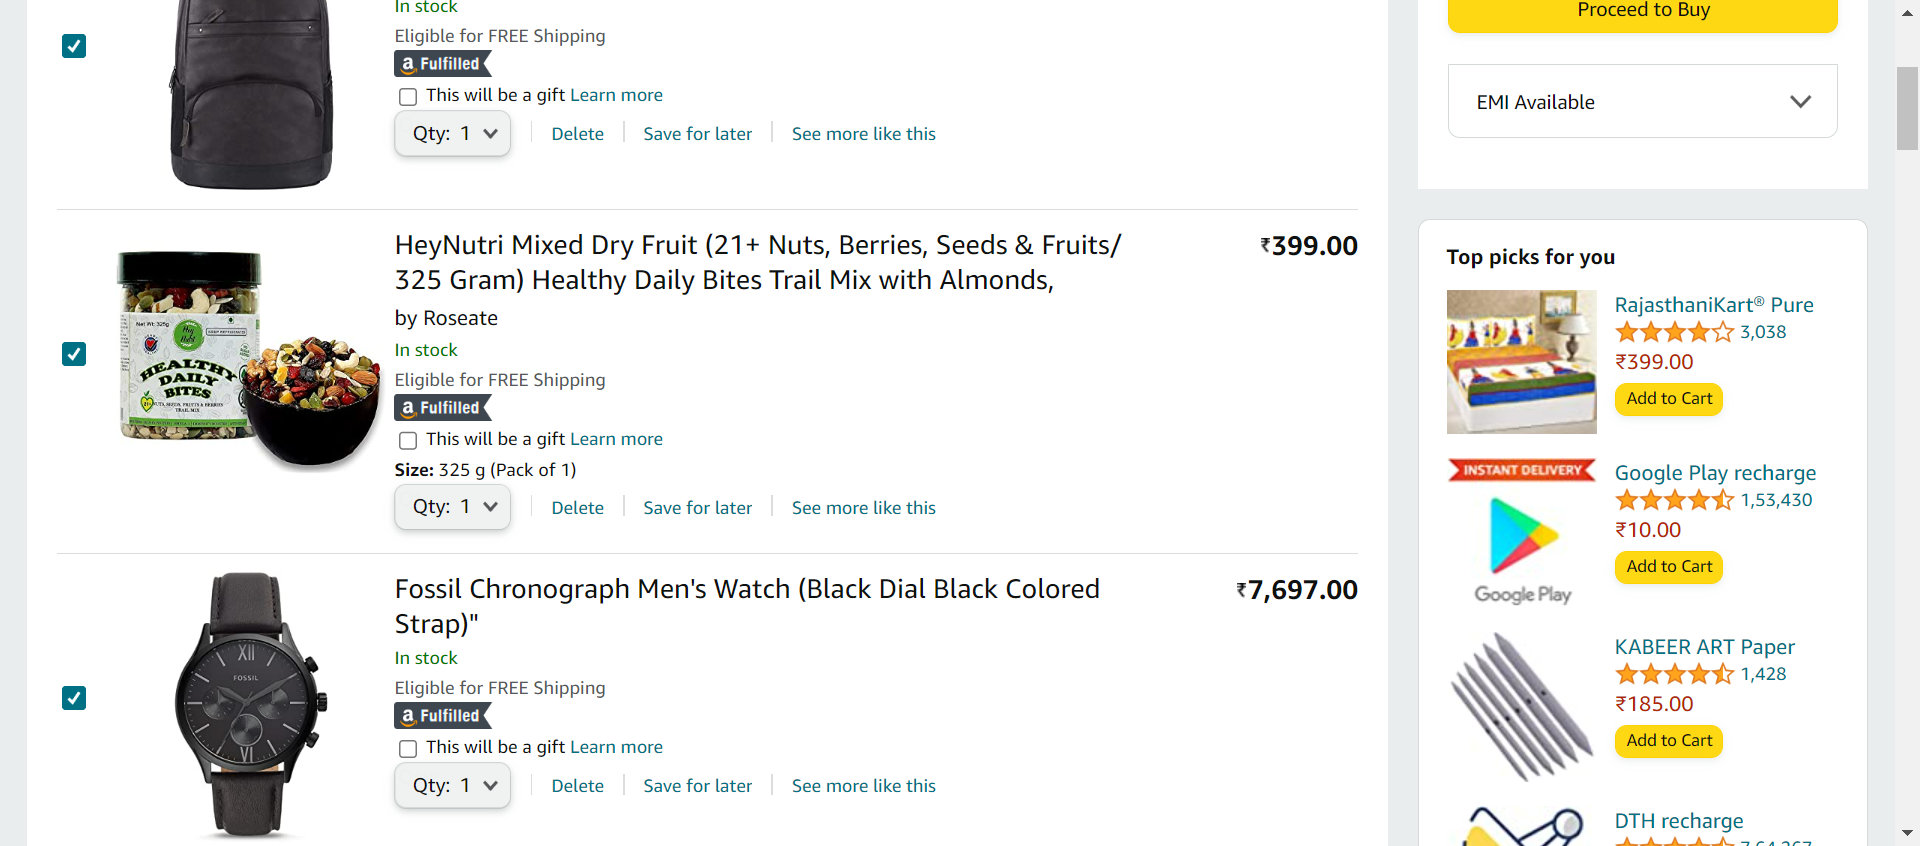 In stock
Eligible for FREE Shipping
a Fulfilled
This will be a gift Learn more
Qty: 1
Delete
Save for later
See more like this
HeyNutri Mixed Dry Fruit (21+ Nuts, Berries, Seeds & Fruits/
325 Gram) Healthy Daily Bites Trail Mix with Almonds,
₹399.00
by Roseate
In stock
Eligible for FREE Shipping
a Fulfilled
This will be a gift Learn more
Size: 325 g (Pack of 1)
Qty: 1
Delete
Save for later
See more like this
Net Wt: 325g
HEALTHY
DAILY
BITES
TRAIL MIX
Fossil Chronograph Men's Watch (Black Dial Black Colored
Strap)"
₹7,697.00
In stock
Eligible for FREE Shipping
a Fulfilled
This will be a gift Learn more
Qty: 1
Delete
Save for later
See more like this
XII
FOSSIL
VI
Proceed to Buy
EMI Available
Top picks for you
RajasthaniKart® Pure
3,038
₹399.00
Add to Cart
INSTANT DELIVERY
Google Play
Google Play recharge
1,53,430
₹10.00
Add to Cart
KABEER ART Paper
1,428
₹185.00
Add to Cart
DTH recharge